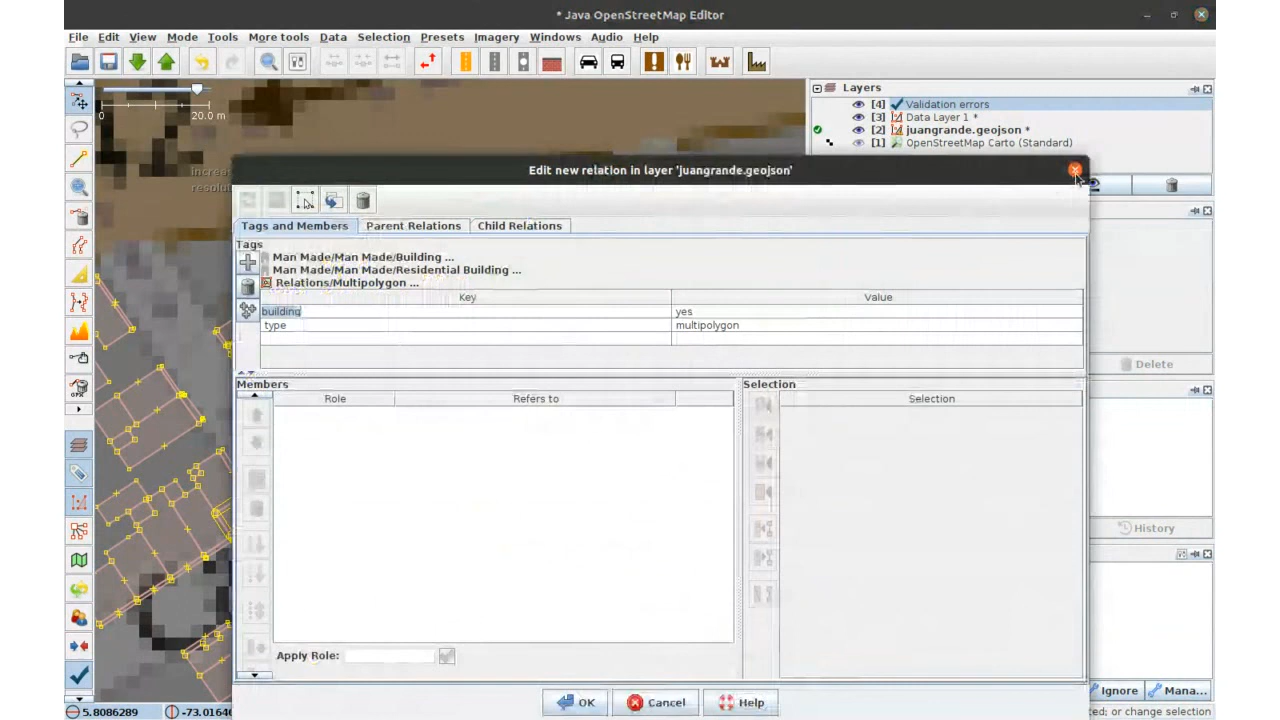 * Java OpenStreetMap Editor
File Edit View Mode Tools More tools Data Selection Presets Imagery Windows Audio Help
0 20.0 m
Layers
[4] Validation errors
[3] Data Layer 1 *
[2] juangrande.geojson *
[1] OpenStreetMap Carto (Standard)
Edit new relation in layer 'juangrande.geojson'
Tags and Members Parent Relations Child Relations
Tags
Man Made/Man Made/Building ...
Man Made/Man Made/Residential Building ...
Relations/Multipolygon ...
Key Value
building yes
type multipolygon
Delete
Members Selection
Role Refers to Selection
History
Apply Role:
OK Cancel Help
Ignore Mana...
5.8086289 -73.01646
ted; or change selection